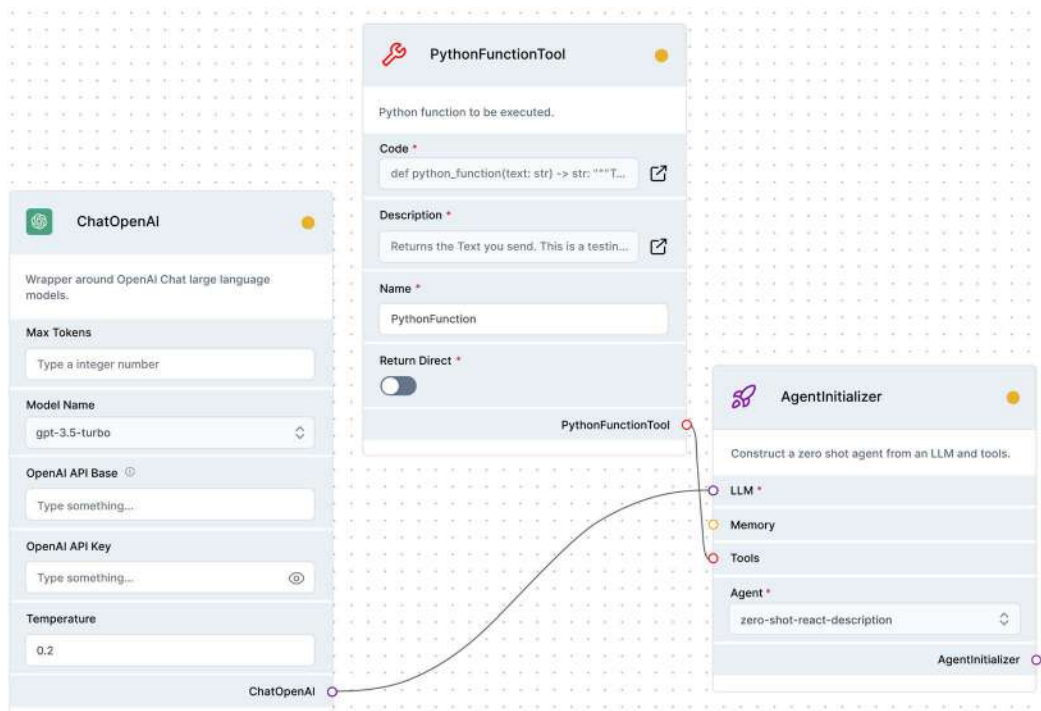 PythonFunctionTool
Python function to be executed.
Code *
def python_function(text: str) -> str: """T...
Description *
Returns the Text you send. This is a testin...
Name *
PythonFunction
Return Direct *
PythonFunctionTool
ChatOpenAI
Wrapper around OpenAI Chat large language
models.
Max Tokens
Type a integer number
Model Name
gpt-3.5-turbo
OpenAI API Base
Type something...
OpenAI API Key
Type something...
Temperature
0.2
ChatOpenAI
AgentInitializer
Construct a zero shot agent from an LLM and tools.
LLM *
Memory
Tools
Agent *
zero-shot-react-description
AgentInitializer